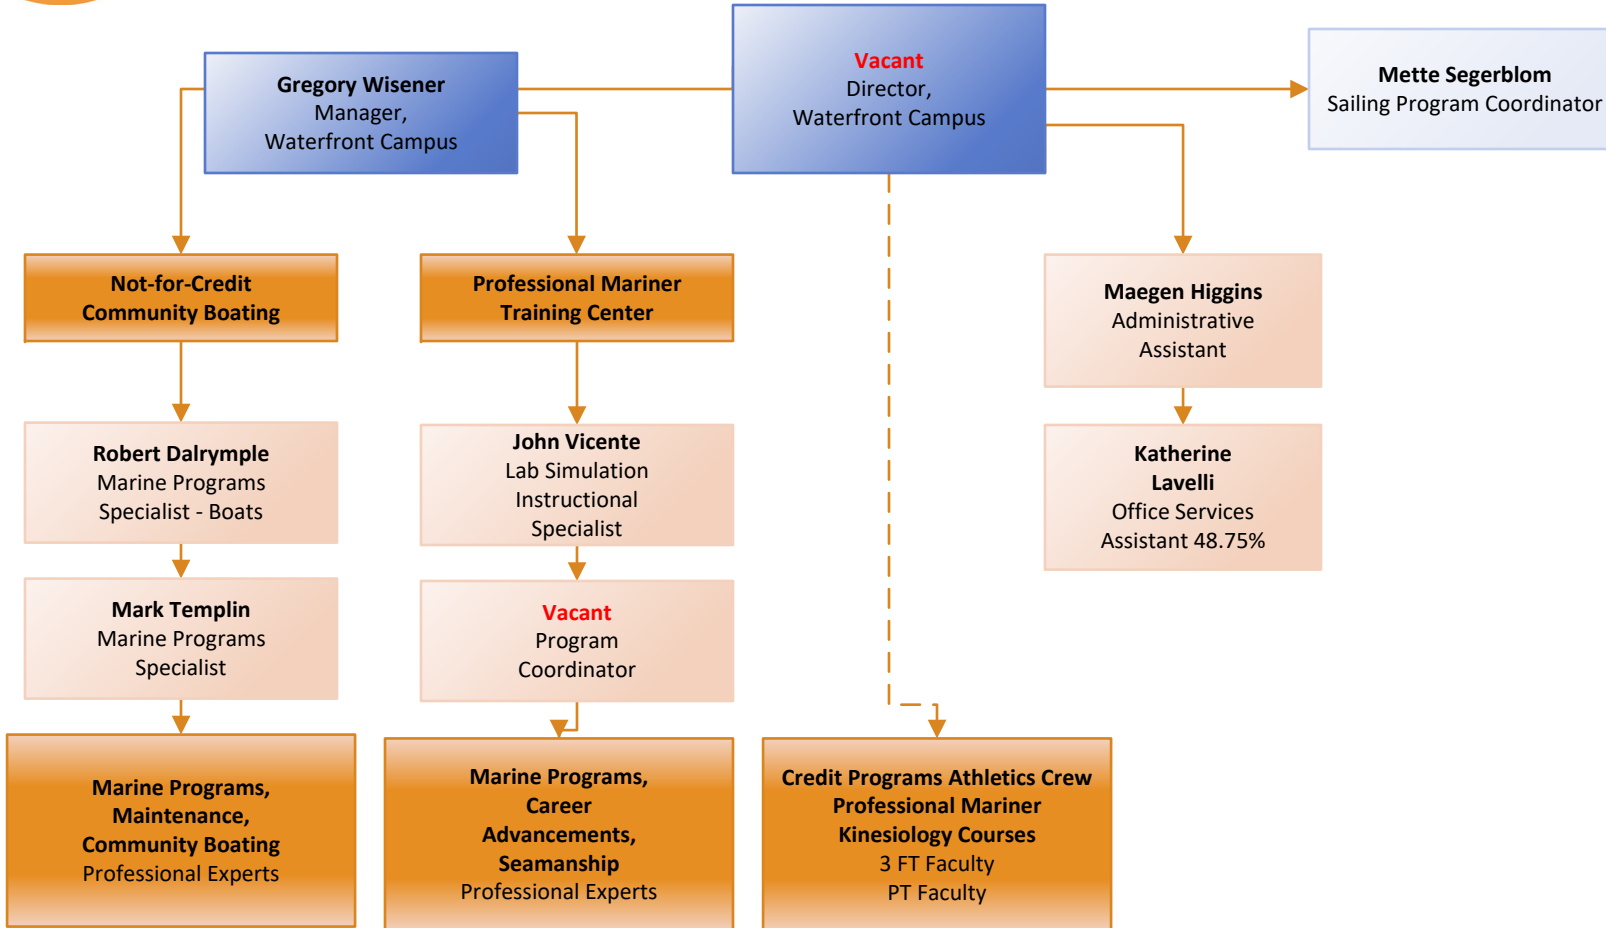 Gregory Wisener
Manager,
Waterfront Campus
Vacant
Director,
Waterfront Campus
Mette Segerblom
Sailing Program Coordinator
Not-for-Credit
Community Boating
Professional Mariner
Training Center
Maegen Higgins
Administrative
Assistant
Robert Dalrymple
Marine Programs
Specialist - Boats
John Vicente
Lab Simulation
Instructional
Specialist
Katherine
Lavelli
Office Services
Assistant 48.75%
Mark Templin
Marine Programs
Specialist
Vacant
Program
Coordinator
Marine Programs,
Maintenance,
Community Boating
Professional Experts
Marine Programs,
Career
Advancements,
Seamanship
Professional Experts
Credit Programs Athletics Crew
Professional Mariner
Kinesiology Courses
3 FT Faculty
PT Faculty